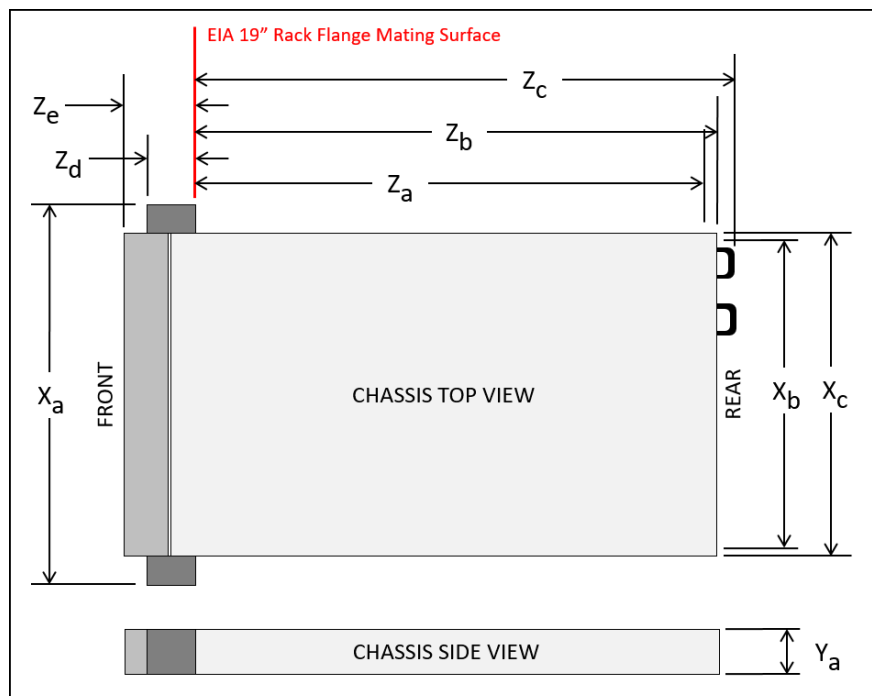 EIA 19” Rack Flange Mating Surface
Zc
Ze
Zb
Zd
Za
Xa
FRONT
CHASSIS TOP VIEW
REAR
Xb
Xc
CHASSIS SIDE VIEW
Ya